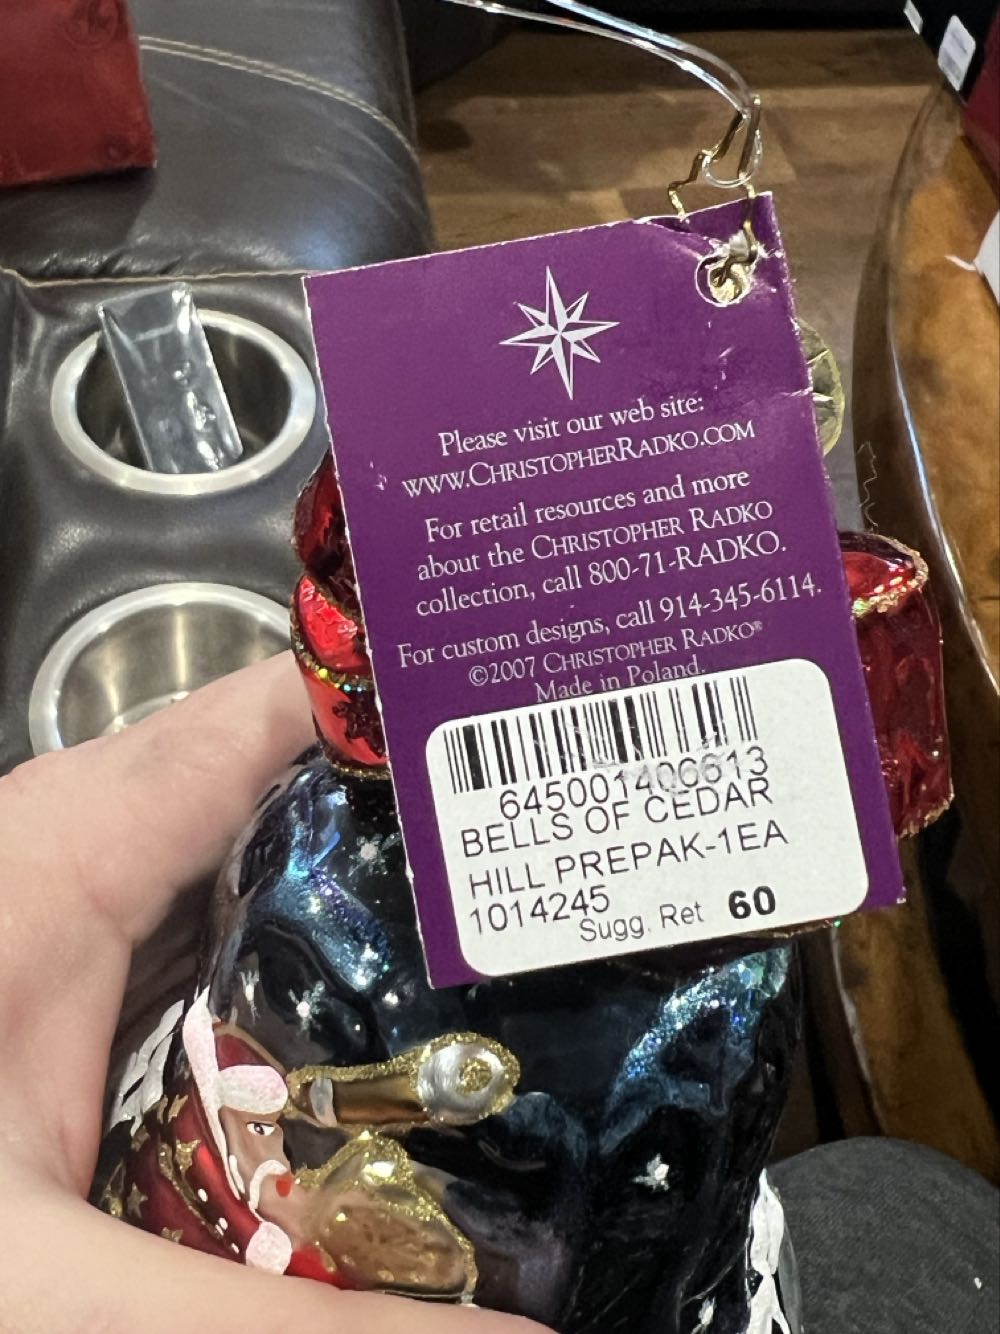 Please visit our web site:
WWW.CHRISTOPHERRADKO.COM
For retail resources and more
about the CHRISTOPHER RADKO
collection, call 800-71-RADKO.
For custom designs, call 914-345-6114.
©2007 CHRISTOPHER RADKO®
Made in Poland.
645001406613
BELLS OF CEDAR
HILL PREPAK-1EA
1014245
Sugg. Ret 60